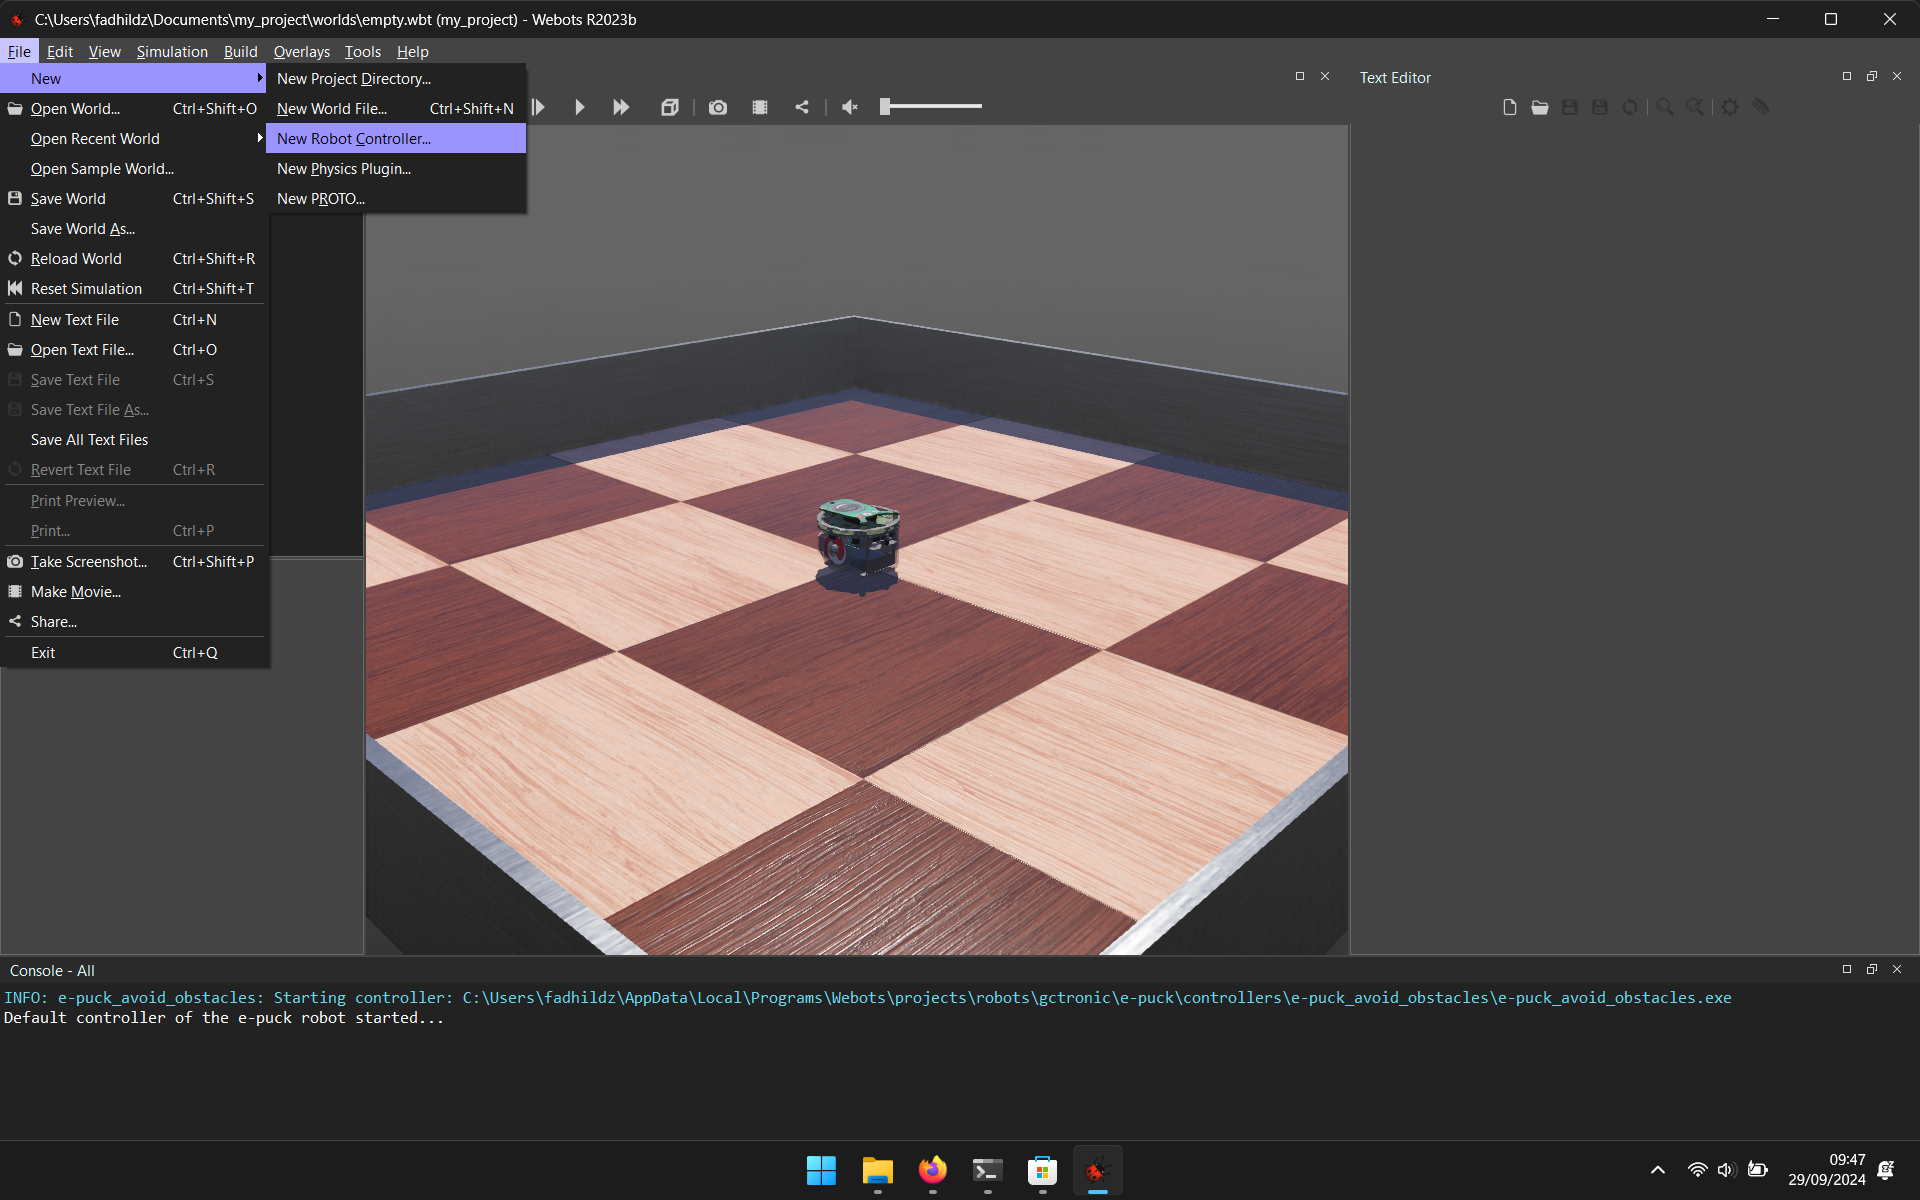 C:\Users\fadhildz\Documents\my_project\worlds\empty.wbt (my_project) - Webots R2023b
File Edit View Simulation Build Overlays Tools Help
New
Open World... Ctrl+Shift+O
Open Recent World
Open Sample World...
Save World Ctrl+Shift+S
Save World As...
Reload World Ctrl+Shift+R
Reset Simulation Ctrl+Shift+T
New Text File Ctrl+N
Open Text File... Ctrl+O
Save Text File Ctrl+S
Save Text File As...
Save All Text Files
Revert Text File Ctrl+R
Print Preview...
Print... Ctrl+P
Take Screenshot... Ctrl+Shift+P
Make Movie...
Share...
Exit Ctrl+Q
New Project Directory...
New World File... Ctrl+Shift+N
New Robot Controller...
New Physics Plugin...
New PROTO...
Text Editor
Console - All
INFO: e-puck_avoid_obstacles: Starting controller: C:\Users\fadhildz\AppData\Local\Programs\Webots\projects\robots\gctronic\e-puck\controllers\e-puck_avoid_obstacles\e-puck_avoid_obstacles.exe
Default controller of the e-puck robot started...
09:47
29/09/2024